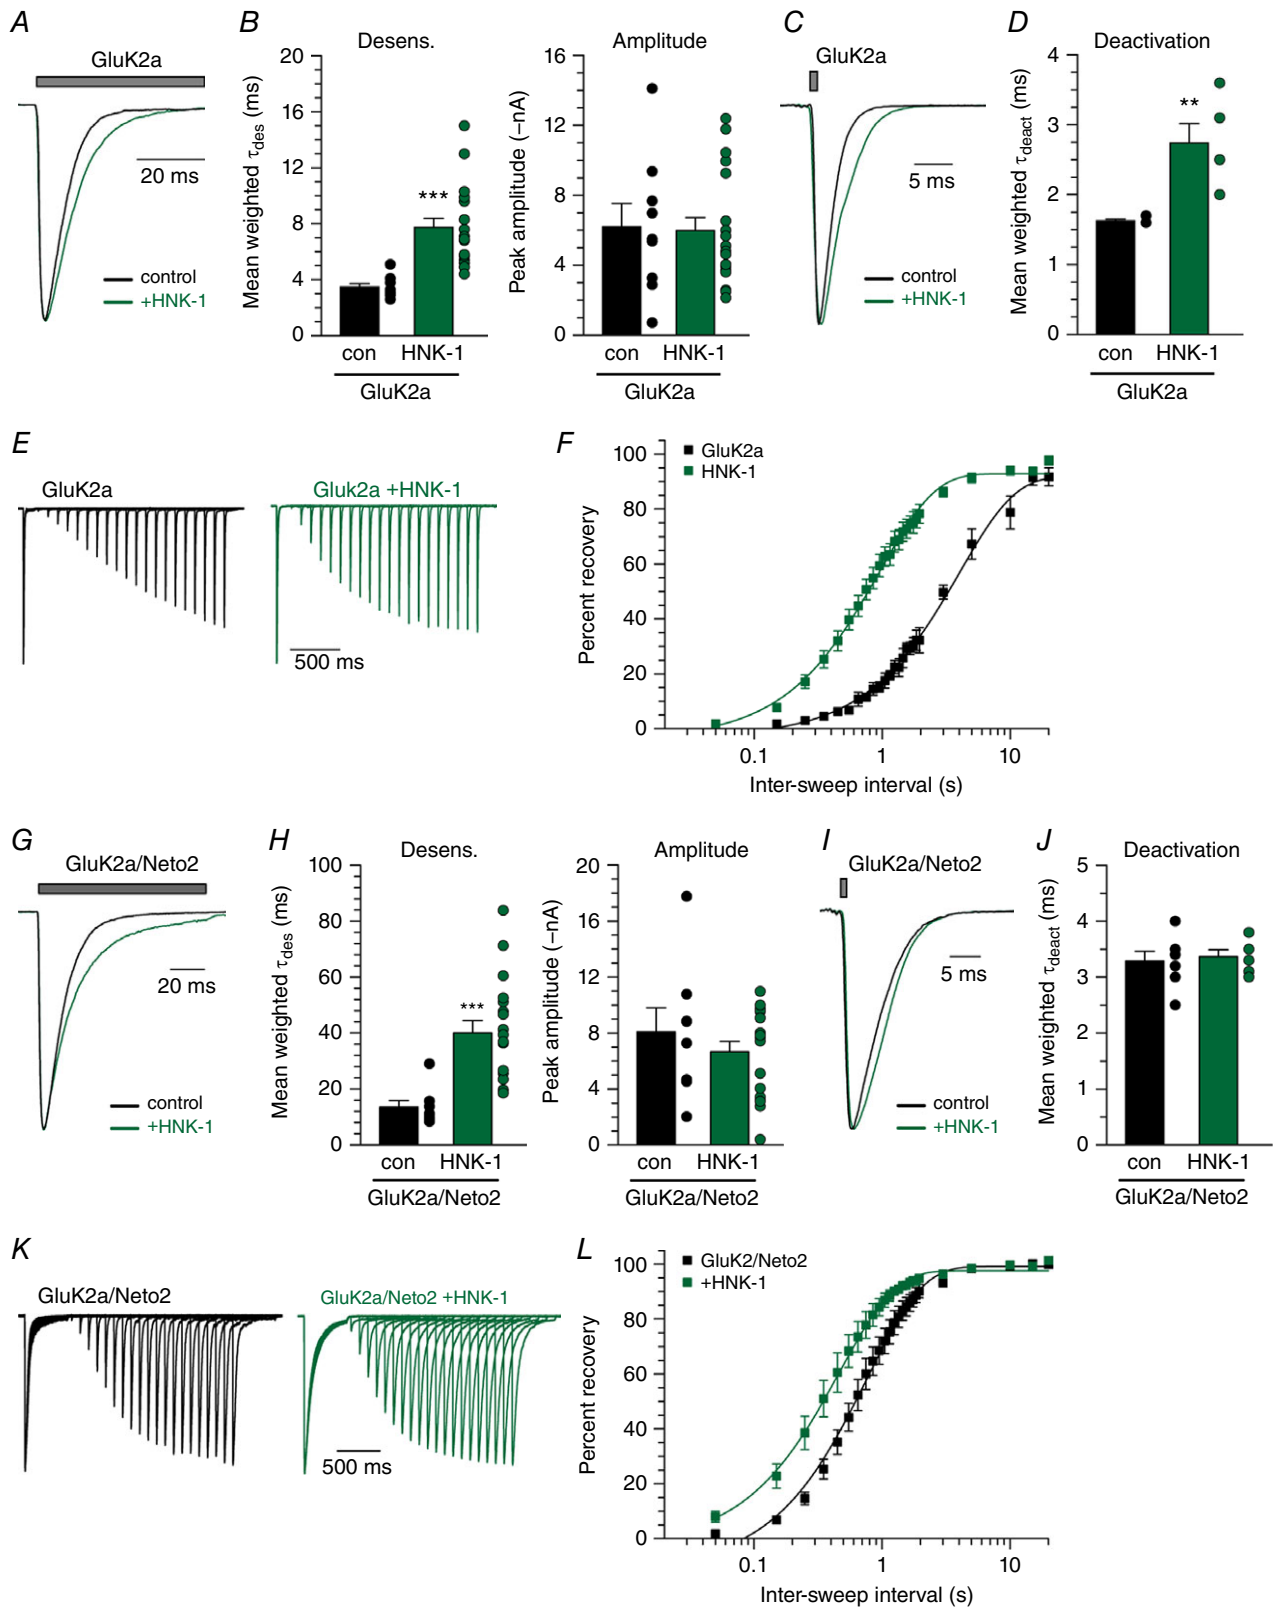 A
GluK2a
20 ms
control
+HNK-1
B
Desens.
Mean weighted τdes (ms)
20
16
12
8
4
0
***
con HNK-1
GluK2a
Amplitude
Peak amplitude (–nA)
16
12
8
4
0
con HNK-1
GluK2a
C
GluK2a
5 ms
control
+HNK-1
D
Deactivation
Mean weighted τdeact (ms)
4
3
2
1
0
**
con HNK-1
GluK2a
E
GluK2a
Gluk2a +HNK-1
500 ms
F
GluK2a
HNK-1
Percent recovery
100
80
60
40
20
0
0.1 1 10
Inter-sweep interval (s)
G
GluK2a/Neto2
20 ms
control
+HNK-1
H
Desens.
Mean weighted τdes (ms)
100
80
60
40
20
0
***
con HNK-1
GluK2a/Neto2
Amplitude
Peak amplitude (–nA)
20
16
12
8
4
0
con HNK-1
GluK2a/Neto2
I
GluK2a/Neto2
5 ms
control
+HNK-1
J
Deactivation
Mean weighted τdeact (ms)
5
4
3
2
1
0
con HNK-1
GluK2a/Neto2
K
GluK2a/Neto2
GluK2a/Neto2 +HNK-1
500 ms
L
GluK2/Neto2
+HNK-1
Percent recovery
100
80
60
40
20
0
0.1 1 10
Inter-sweep interval (s)